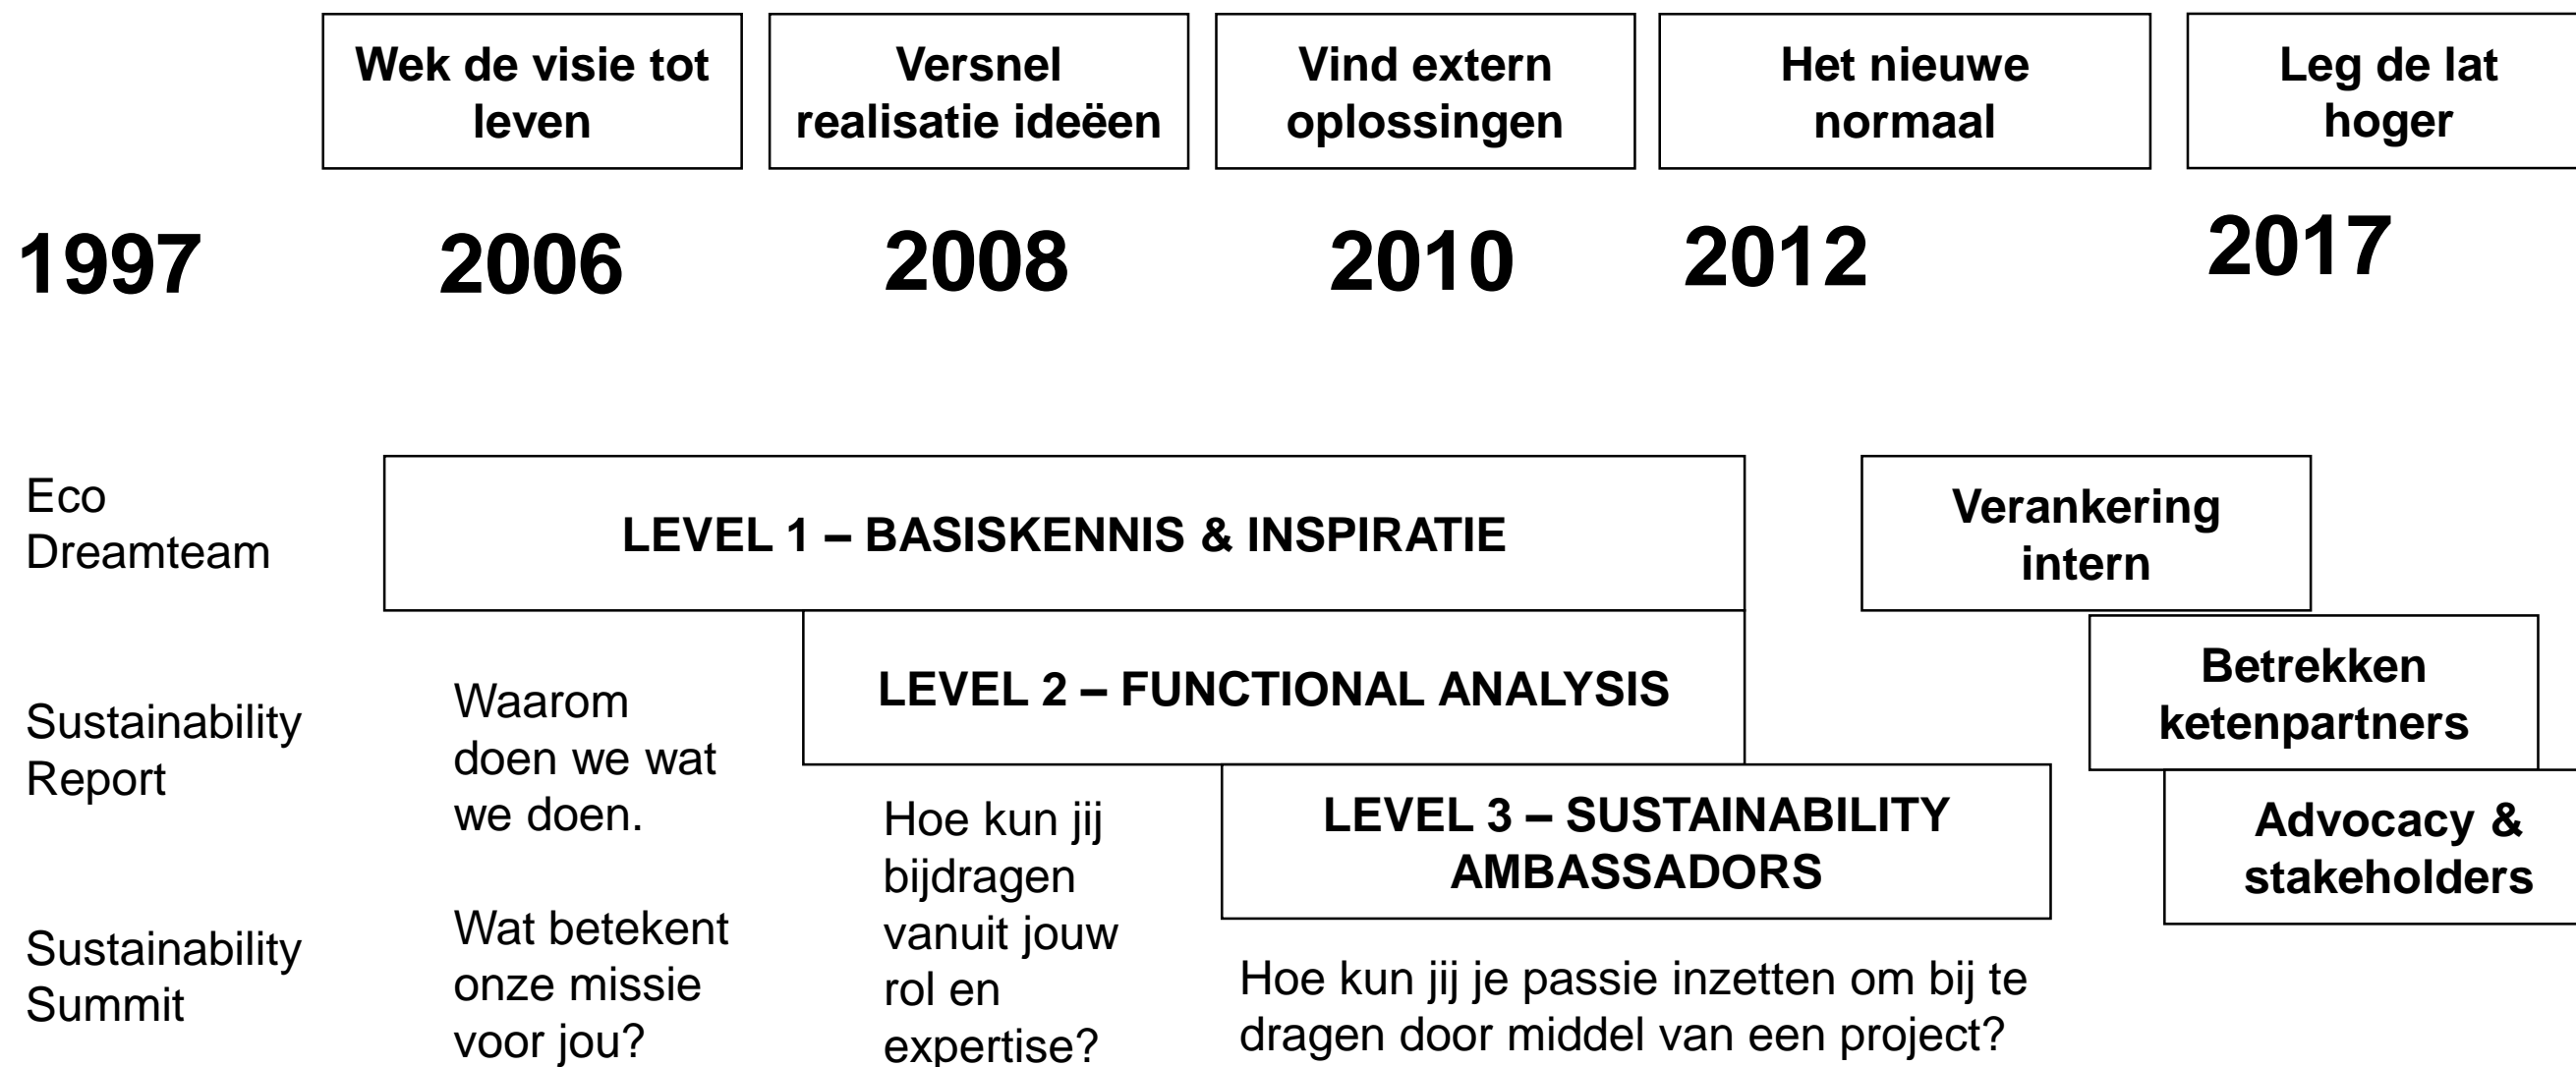 Wek de visie tot
leven
Versnel
realisatie ideëen
Vind extern
oplossingen
Het nieuwe
normaal
Leg de lat
hoger
1997
2006
2008
2010
2012
2017
Eco
Dreamteam
Sustainability
Report
Sustainability
Summit
LEVEL 1 – BASISKENNIS & INSPIRATIE
Waarom
doen we wat
we doen.
Wat betekent
onze missie
voor jou?
LEVEL 2 – FUNCTIONAL ANALYSIS
Hoe kun jij
bijdragen
vanuit jouw
rol en
expertise?
LEVEL 3 – SUSTAINABILITY
AMBASSADORS
Hoe kun jij je passie inzetten om bij te
dragen door middel van een project?
Verankering
intern
Betrekken
ketenpartners
Advocacy &
stakeholders